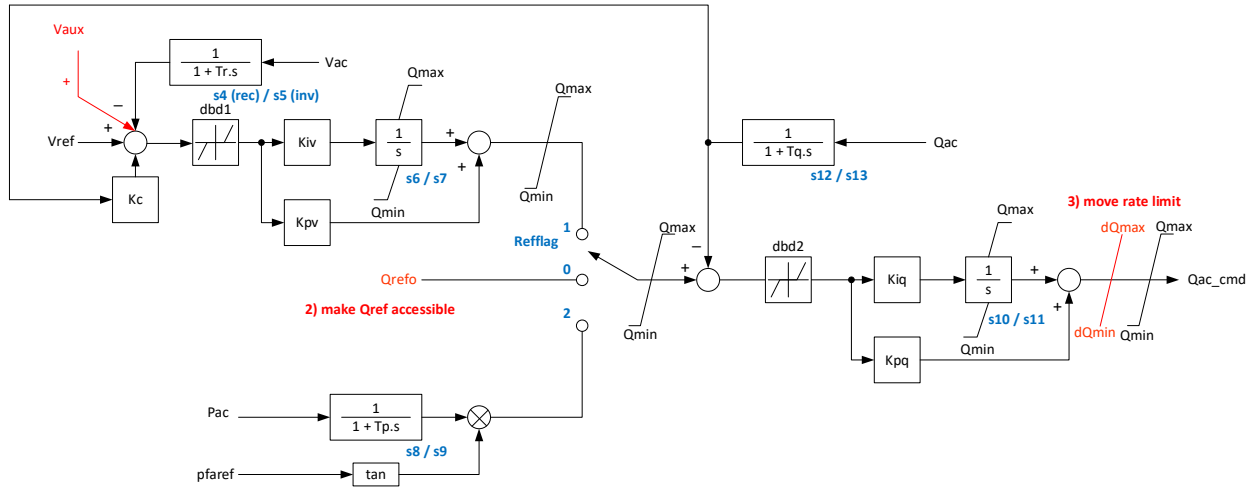 Vaux
+
1
1 + Tr.s
Vac
s4 (rec) / s5 (inv)
−
dbd1
+
Vref
Kc
Kiv
Kpv
Qmax
1
s
s6 / s7
Qmin
+
+
Qmax
Qmin
1
1 + Tq.s
Qac
s12 / s13
1
Refflag
0
Qrefo
2) make Qref accessible
2
Qmax
Qmin
−
+
dbd2
Kiq
Kpq
Qmax
1
s
s10 / s11
Qmin
+
+
3) move rate limit
dQmax
Qmax
Qac_cmd
dQmin
Qmin
Pac
1
1 + Tp.s
s8 / s9
pfaref
tan